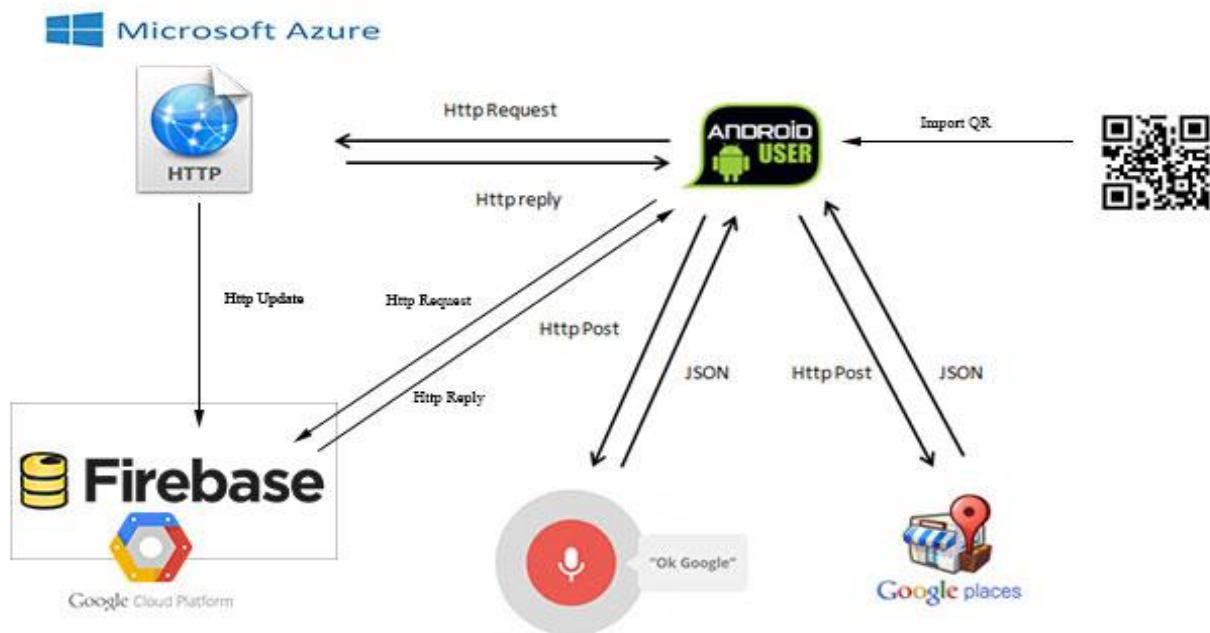 Microsoft Azure
Http Request
ANDROID
USER
Import QR
HTTP
Http reply
Http Update
Http Request
Http Post
JSON
Http Post
JSON
Http Reply
Firebase
"Ok Google"
Google Cloud Platform
Google places